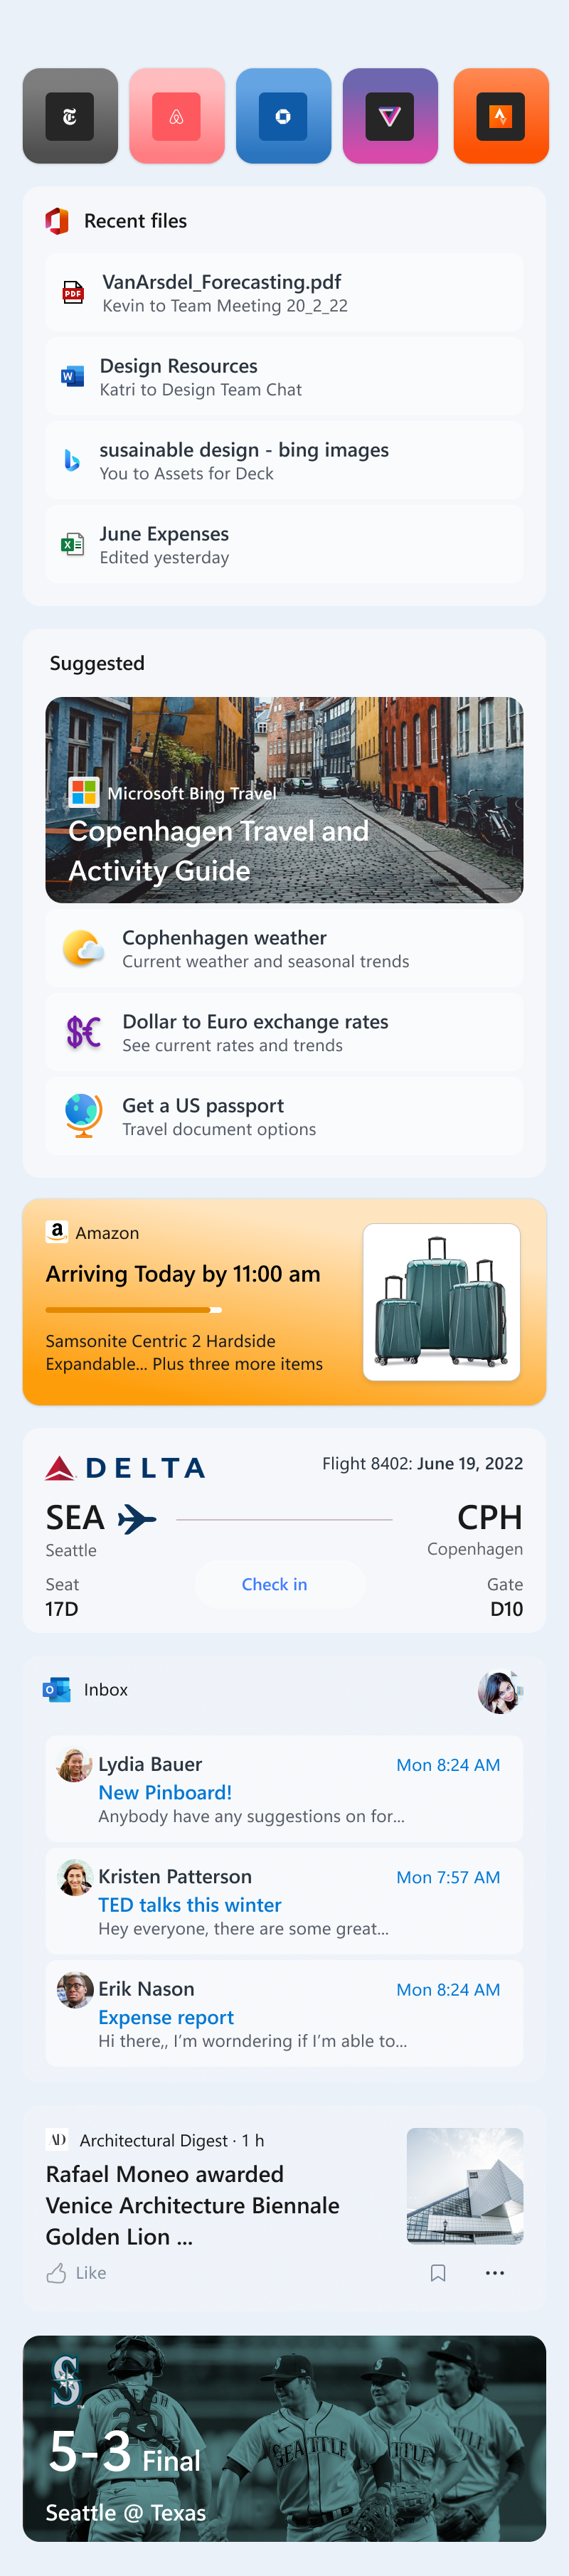 Recent files
PDF
VanArsdel_Forecasting.pdf
Kevin to Team Meeting 20_2_22
W
Design Resources
Katri to Design Team Chat
susainable design - bing images
You to Assets for Deck
X
June Expenses
Edited yesterday
Suggested
Microsoft Bing Travel
Copenhagen Travel and
Activity Guide
Cophenhagen weather
Current weather and seasonal trends
$€
Dollar to Euro exchange rates
See current rates and trends
Get a US passport
Travel document options
a Amazon
Arriving Today by 11:00 am
Samsonite Centric 2 Hardside
Expandable... Plus three more items
DELTA
Flight 8402: June 19, 2022
SEA
CPH
Seattle
Copenhagen
Seat
Check in
Gate
17D
D10
O
Inbox
Lydia Bauer
Mon 8:24 AM
New Pinboard!
Anybody have any suggestions on for...
Kristen Patterson
Mon 7:57 AM
TED talks this winter
Hey everyone, there are some great...
Erik Nason
Mon 8:24 AM
Expense report
Hi there,, I'm worndering if I'm able to...
AD Architectural Digest · 1 h
Rafael Moneo awarded
Venice Architecture Biennale
Golden Lion ...
Like
S
RALEIGH
SEATTLE
5-3 Final
Seattle @ Texas